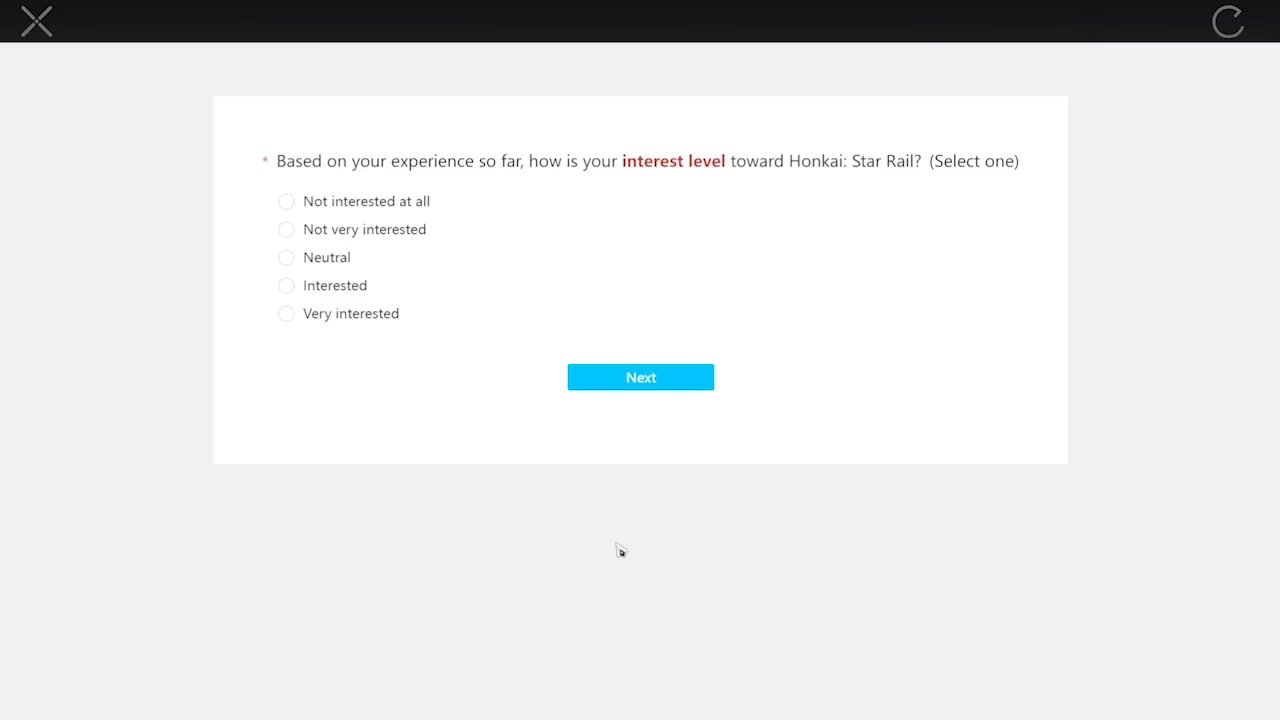 * Based on your experience so far, how is your interest level toward Honkai: Star Rail? (Select one)
Not interested at all
Not very interested
Neutral
Interested
Very interested
Next